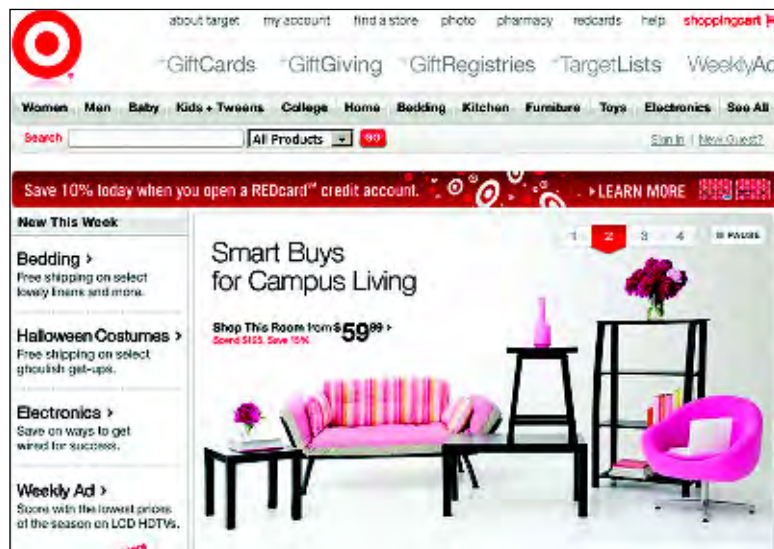 about target my account find a store photo pharmacy redcards help shoppingcart
GiftCards GiftGiving GiftRegistries TargetLists WeeklyAd
Women Men Baby Kids + Tweens College Home Bedding Kitchen Furniture Toys Electronics See All
Search All Products GO
Sign In | New Guest?
Save 10% today when you open a REDcard℠ credit account. LEARN MORE
New This Week
1 2 3 4 II PAUSE
Bedding >
Free shipping on select
lovely linens and more.
Halloween Costumes >
Free shipping on select
ghoulish get-ups.
Electronics >
Save on ways to get
wired for success.
Weekly Ad >
Score with the lowest prices
of the season on LCD HDTVs.
Smart Buys
for Campus Living
Shop This Room from $59.99 >
Save 15%